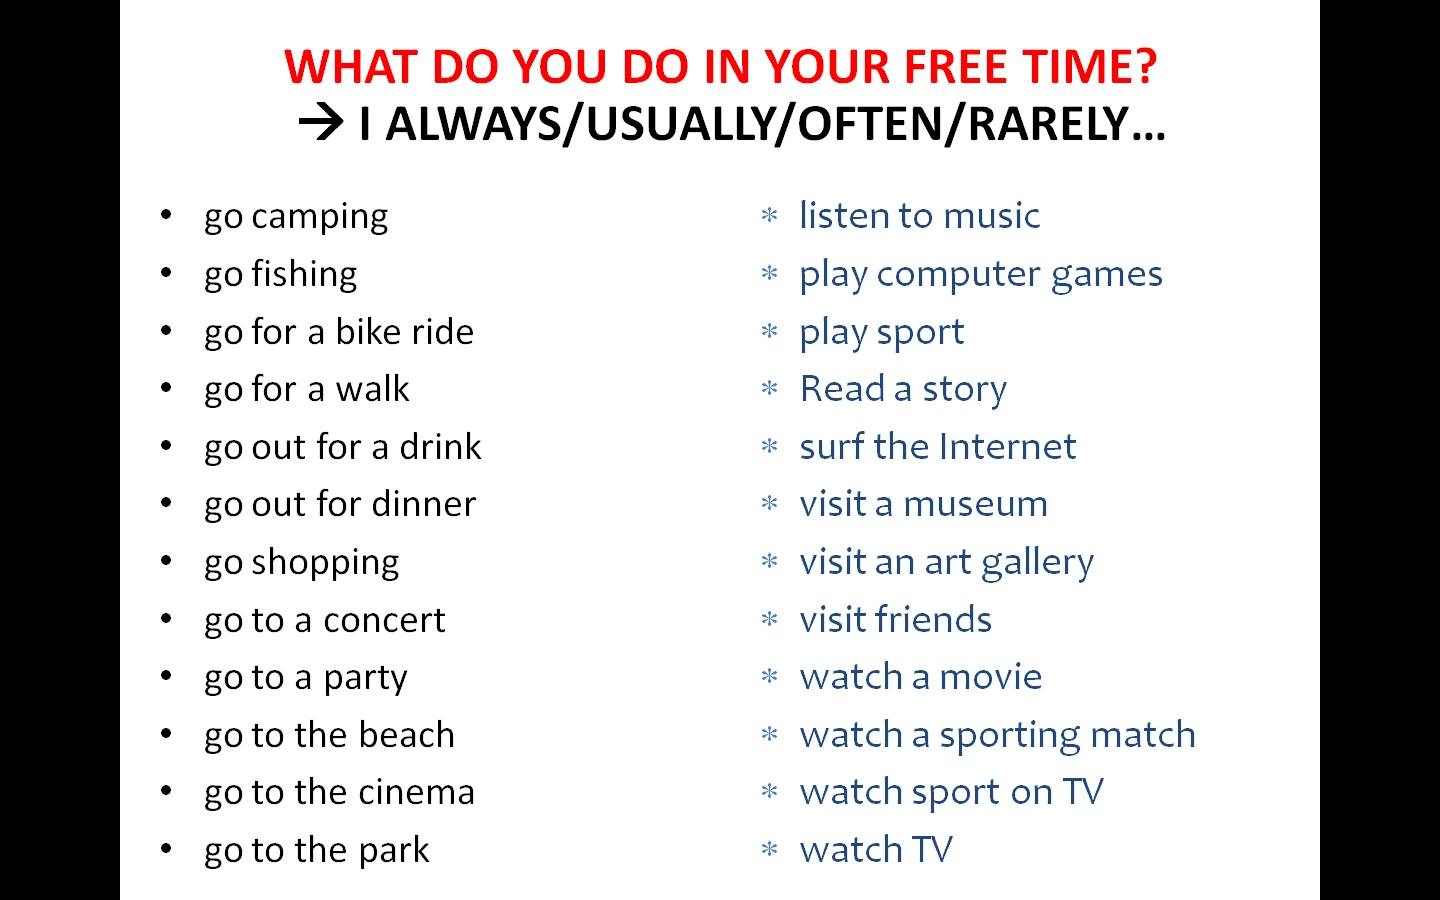 WHAT DO YOU DO IN YOUR FREE TIME?
→ I ALWAYS/USUALLY/OFTEN/RARELY...
• go camping
• go fishing
• go for a bike ride
• go for a walk
• go out for a drink
• go out for dinner
• go shopping
• go to a concert
• go to a party
• go to the beach
• go to the cinema
• go to the park
* listen to music
* play computer games
* play sport
* Read a story
* surf the Internet
* visit a museum
* visit an art gallery
* visit friends
* watch a movie
* watch a sporting match
* watch sport on TV
* watch TV